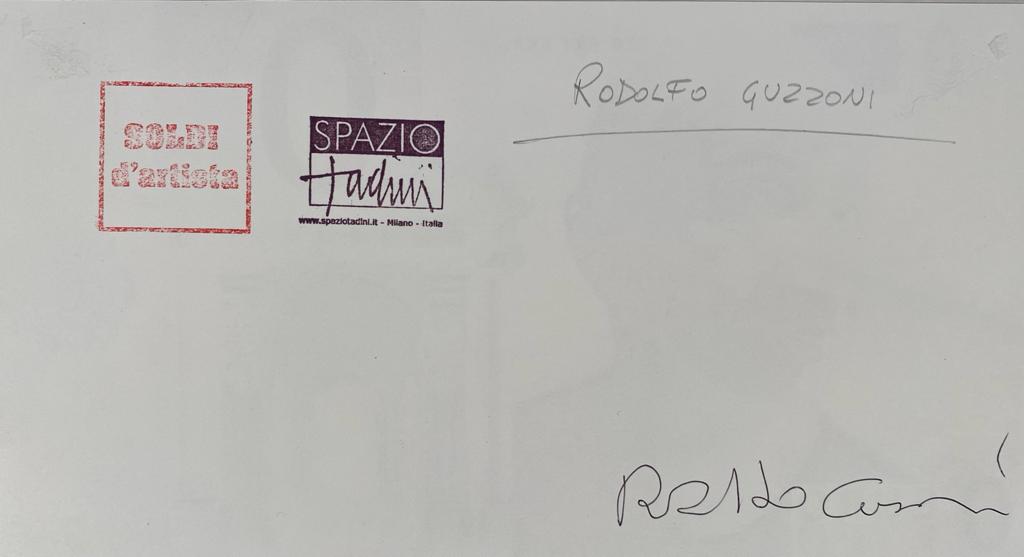 SOLDI
d'artista
SPAZIO
tadini
www.spaziotadini.it - Milano - Italia
RODOLFO GUZZONI